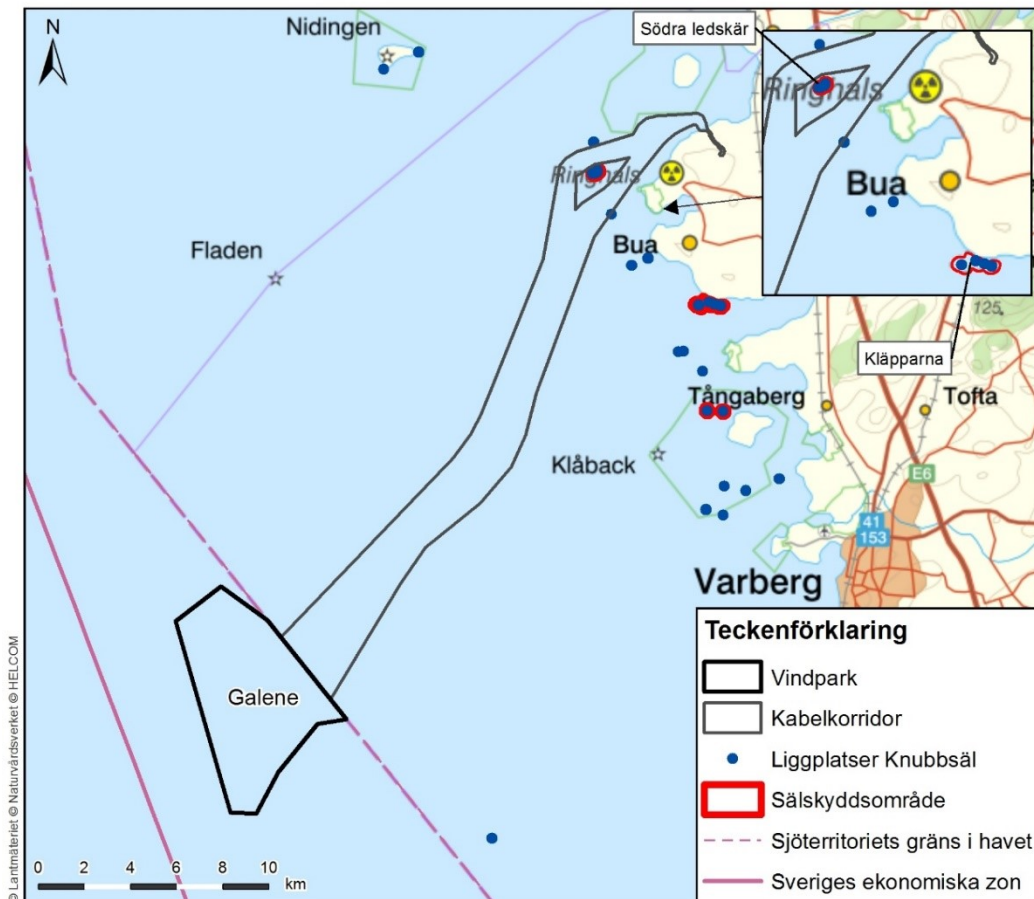 N
Nidingen
Södra ledskär
Ringhals
Bua
Kläpparna
Ringhals
Bua
Fladen
125
Tångaberg
Tofta
Klåback
E6
41
153
Varberg
Galene
Teckenförklaring
Vindpark
Kabelkorridor
Liggplatser Knubbsäl
Sälskyddsområde
Sjöterritoriets gräns i havet
Sveriges ekonomiska zon
0 2 4 6 8 10
km
© Lantmäteriet © Naturvårdsverket © HELCOM